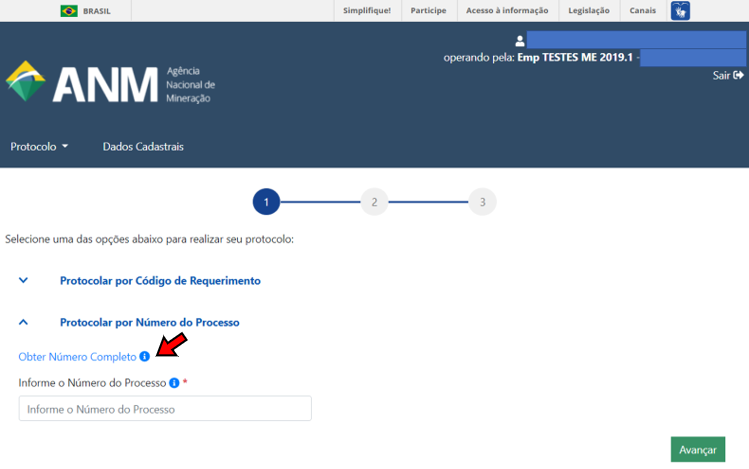 BRASIL
Simplifique!
Participe
Acesso à informação
Legislação
Canais
operando pela: Emp TESTES ME 2019.1 -
Sair
ANM
Agência
Nacional de
Mineração
Protocolo
Dados Cadastrais
1
2
3
Selecione uma das opções abaixo para realizar seu protocolo:
Protocolar por Código de Requerimento
Protocolar por Número do Processo
Obter Número Completo
Informe o Número do Processo *
Informe o Número do Processo
Avançar